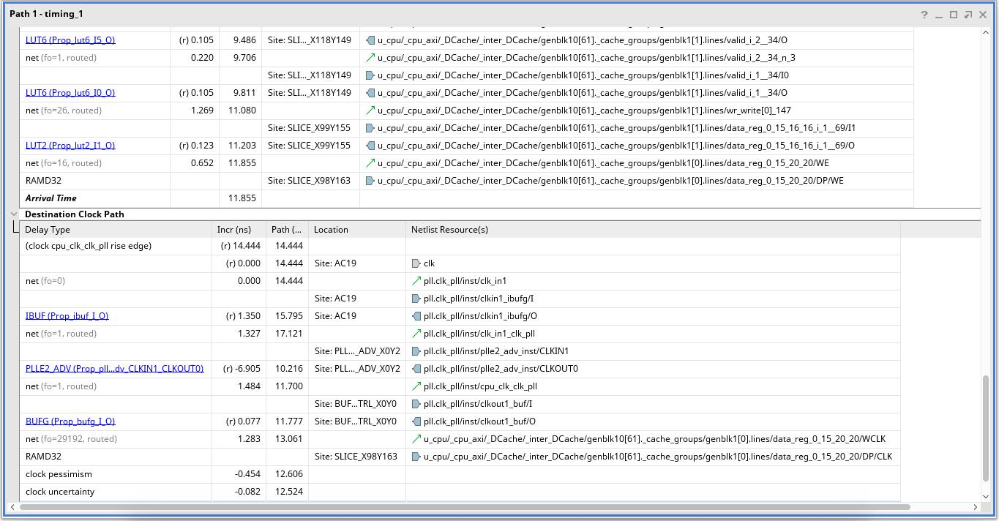 Path 1 - timing_1
LUT6 (Prop_lut6_I5_O) (r) 0.105 9.486 Site: SLI..._X118Y149 u_cpu/_cpu_axi/_DCache/_inter_DCache/genblk10[61]._cache_groups/genblk1[1].lines/valid_i_2__34/O
net (fo=1, routed) 0.220 9.706 u_cpu/_cpu_axi/_DCache/_inter_DCache/genblk10[61]._cache_groups/genblk1[1].lines/valid_i_2__34_n_3
Site: SLI..._X118Y149 u_cpu/_cpu_axi/_DCache/_inter_DCache/genblk10[61]._cache_groups/genblk1[1].lines/valid_i_1__34/I0
LUT6 (Prop_lut6_I0_O) (r) 0.105 9.811 Site: SLI..._X118Y149 u_cpu/_cpu_axi/_DCache/_inter_DCache/genblk10[61]._cache_groups/genblk1[1].lines/valid_i_1__34/O
net (fo=26, routed) 1.269 11.080 u_cpu/_cpu_axi/_DCache/_inter_DCache/genblk10[61]._cache_groups/genblk1[1].lines/wr_write[0]_147
Site: SLICE_X99Y155 u_cpu/_cpu_axi/_DCache/_inter_DCache/genblk10[61]._cache_groups/genblk1[1].lines/data_reg_0_15_16_16_i_1__69/I1
LUT2 (Prop_lut2_I1_O) (r) 0.123 11.203 Site: SLICE_X99Y155 u_cpu/_cpu_axi/_DCache/_inter_DCache/genblk10[61]._cache_groups/genblk1[1].lines/data_reg_0_15_16_16_i_1__69/O
net (fo=16, routed) 0.652 11.855 u_cpu/_cpu_axi/_DCache/_inter_DCache/genblk10[61]._cache_groups/genblk1[0].lines/data_reg_0_15_20_20/WE
RAMD32 Site: SLICE_X98Y163 u_cpu/_cpu_axi/_DCache/_inter_DCache/genblk10[61]._cache_groups/genblk1[0].lines/data_reg_0_15_20_20/DP/WE
Arrival Time 11.855
Destination Clock Path
Delay Type Incr (ns) Path (... Location Netlist Resource(s)
(clock cpu_clk_clk_pll rise edge) (r) 14.444 14.444
(r) 0.000 14.444 Site: AC19 clk
net (fo=0) 0.000 14.444 pll.clk_pll/inst/clk_in1
Site: AC19 pll.clk_pll/inst/clkin1_ibufg/I
IBUF (Prop_ibuf_I_O) (r) 1.350 15.795 Site: AC19 pll.clk_pll/inst/clkin1_ibufg/O
net (fo=1, routed) 1.327 17.121 pll.clk_pll/inst/clk_in1_clk_pll
Site: PLL..._ADV_X0Y2 pll.clk_pll/inst/plle2_adv_inst/CLKIN1
PLLE2_ADV (Prop_pll...dv_CLKIN1_CLKOUT0) (r) -6.905 10.216 Site: PLL..._ADV_X0Y2 pll.clk_pll/inst/plle2_adv_inst/CLKOUT0
net (fo=1, routed) 1.484 11.700 pll.clk_pll/inst/cpu_clk_clk_pll
Site: BUF...TRL_X0Y0 pll.clk_pll/inst/clkout1_buf/I
BUFG (Prop_bufg_I_O) (r) 0.077 11.777 Site: BUF...TRL_X0Y0 pll.clk_pll/inst/clkout1_buf/O
net (fo=29192, routed) 1.283 13.061 u_cpu/_cpu_axi/_DCache/_inter_DCache/genblk10[61]._cache_groups/genblk1[0].lines/data_reg_0_15_20_20/WCLK
RAMD32 Site: SLICE_X98Y163 u_cpu/_cpu_axi/_DCache/_inter_DCache/genblk10[61]._cache_groups/genblk1[0].lines/data_reg_0_15_20_20/DP/CLK
clock pessimism -0.454 12.606
clock uncertainty -0.082 12.524